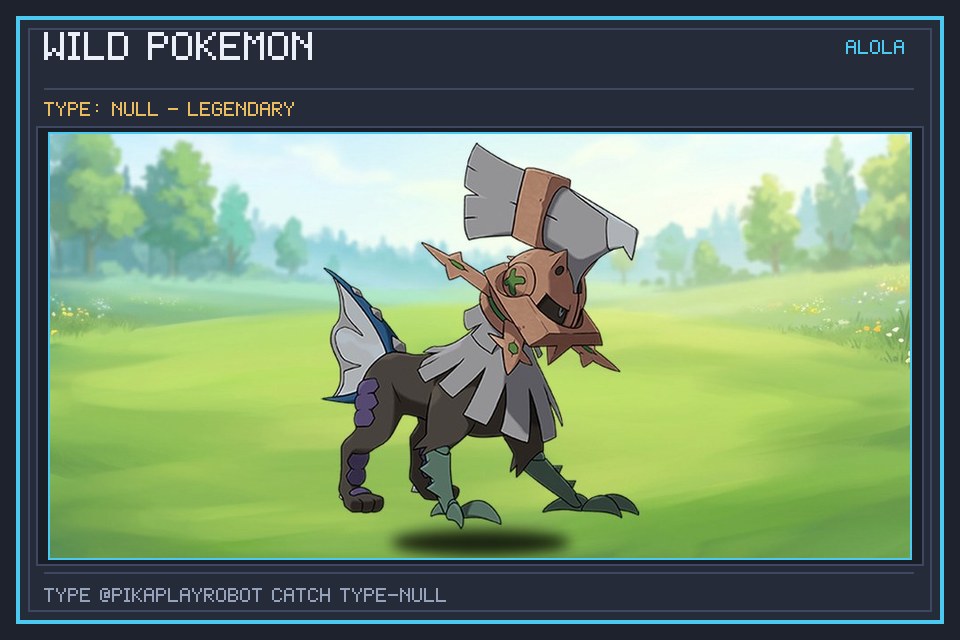 WILD POKEMON
ALOLA
TYPE: NULL - LEGENDARY
TYPE @PIKAPLAYROBOT CATCH TYPE-NULL